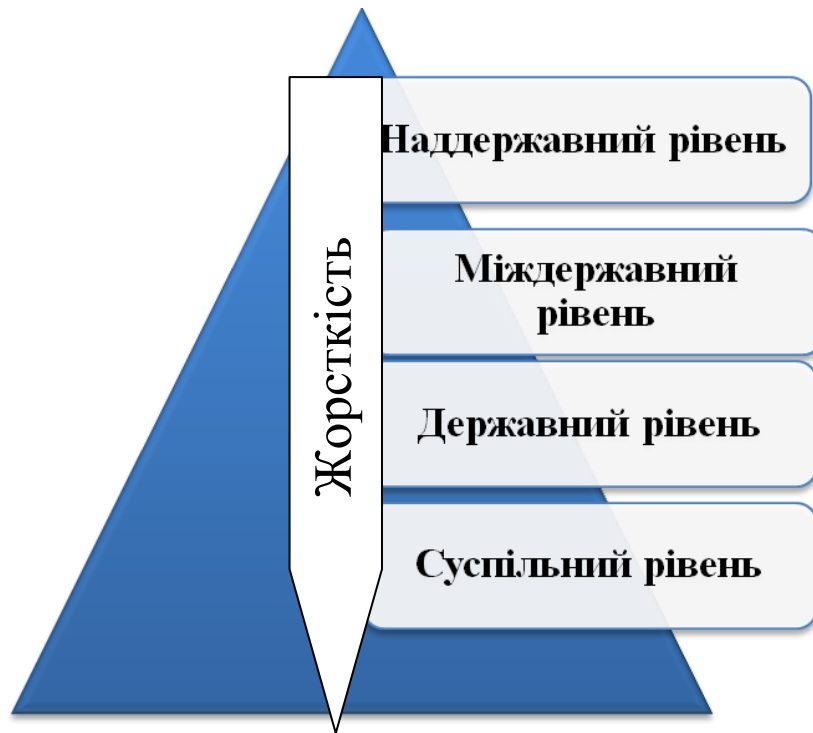 Наддержавний рівень
Міждержавний
рівень
Державний рівень
Суспільний рівень
Жорсткість